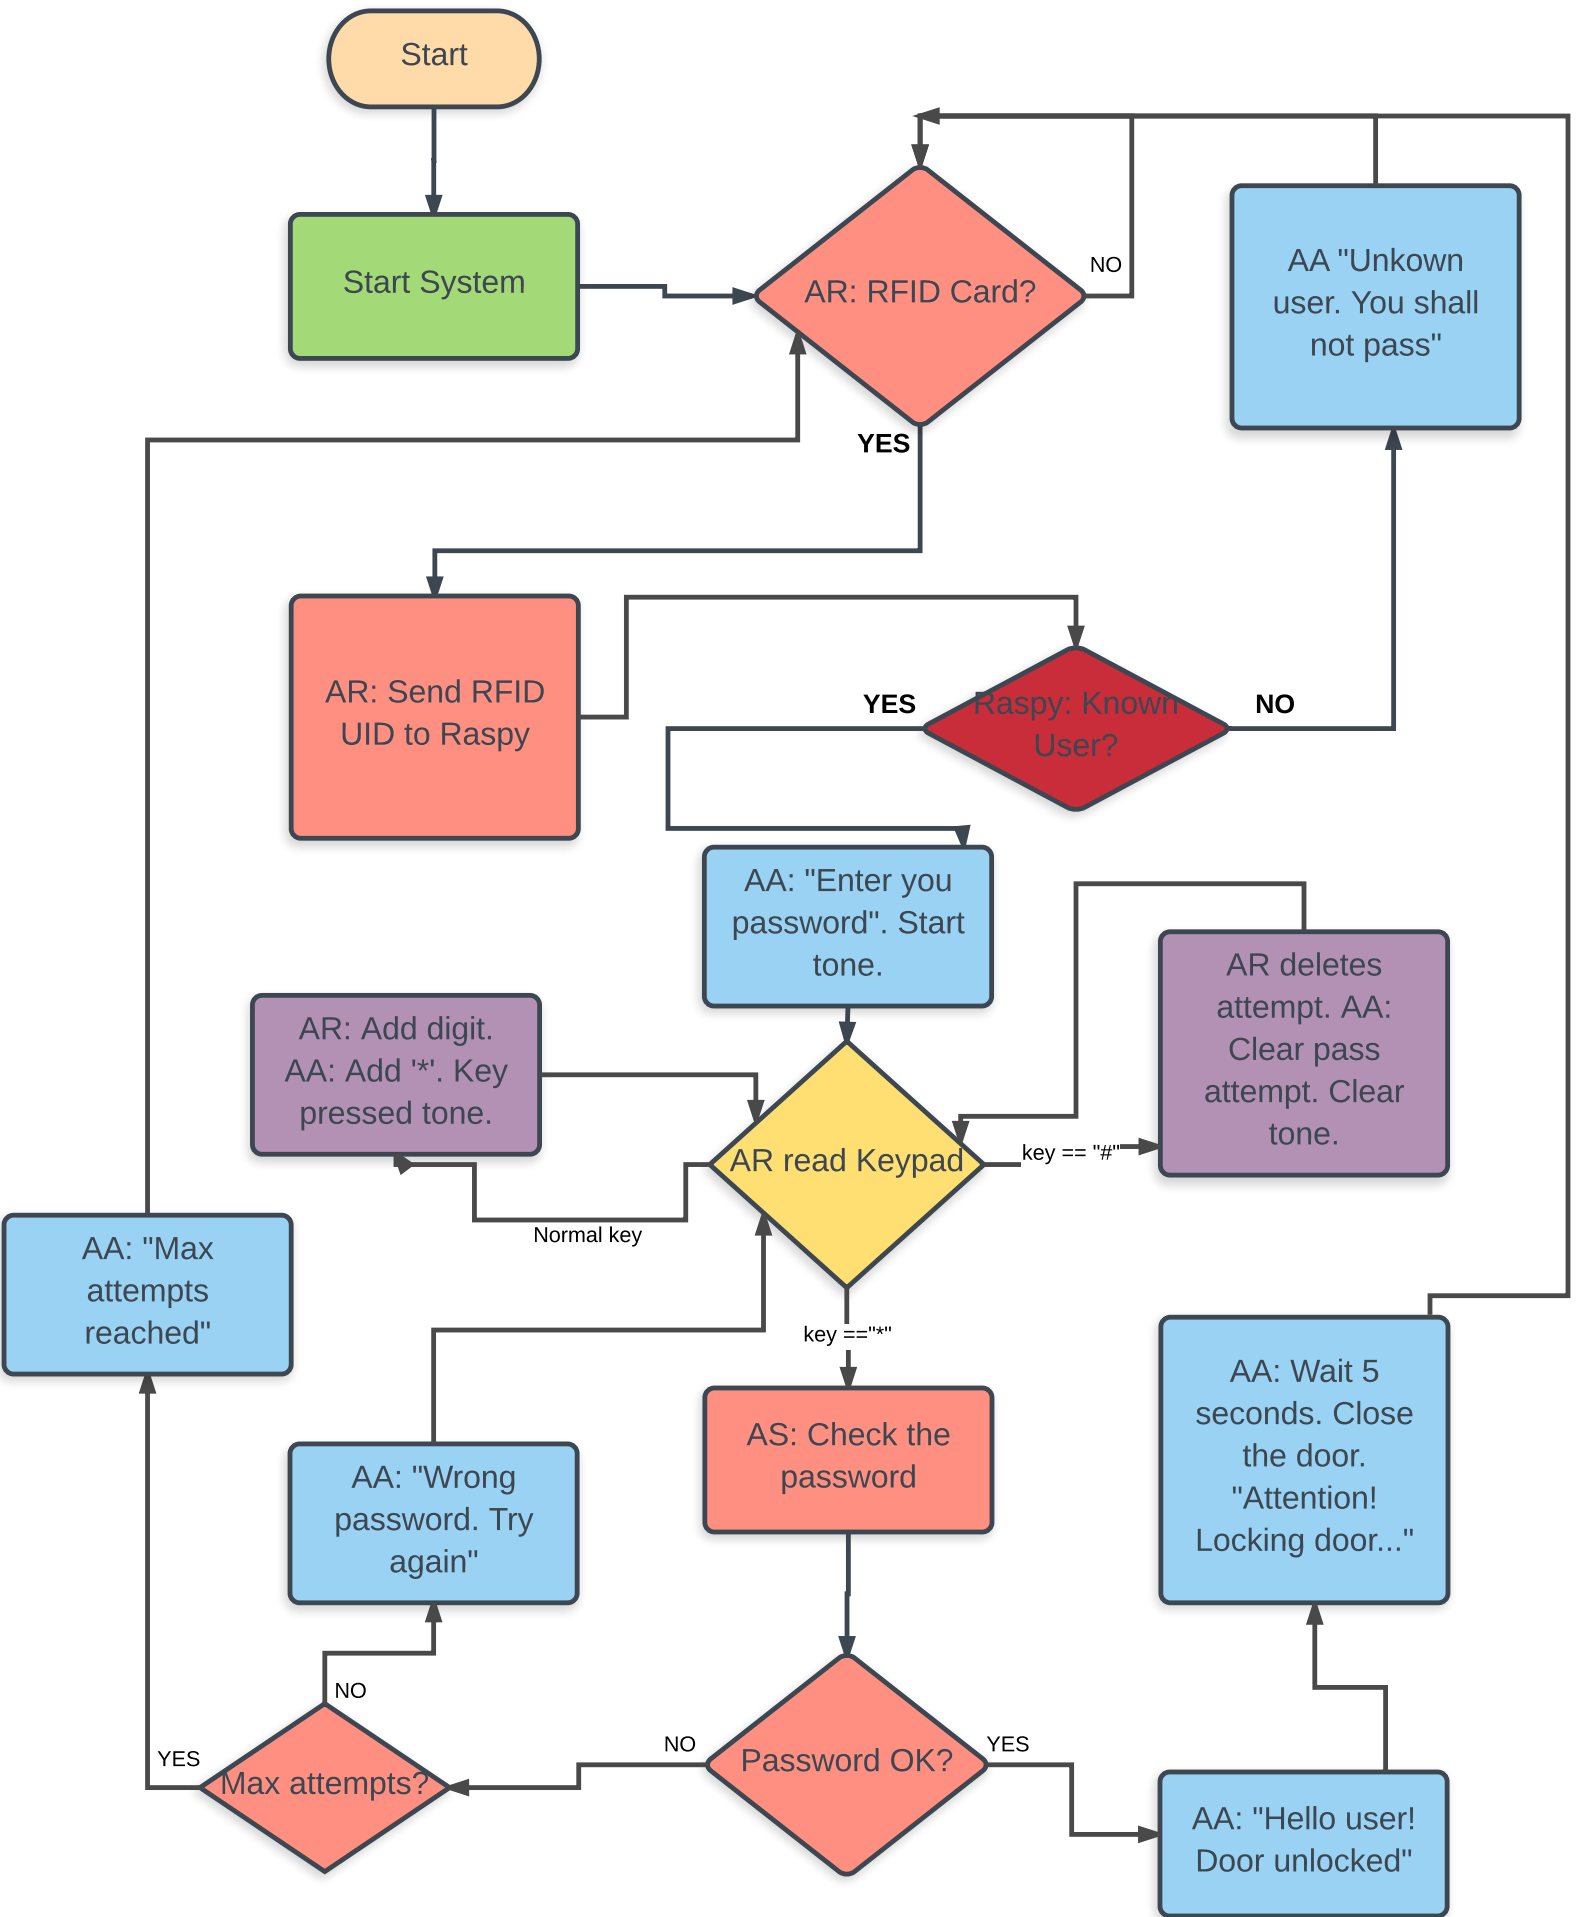 Start
Start System
AR: RFID Card?
NO
AA "Unkown
user. You shall
not pass"
YES
AR: Send RFID
UID to Raspy
YES
Raspy: Known
User?
NO
AA: "Enter you
password". Start
tone.
AR deletes
attempt. AA:
Clear pass
attempt. Clear
tone.
AR: Add digit.
AA: Add '*'. Key
pressed tone.
AR read Keypad
key == "#"
Normal key
AA: "Max
attempts
reached"
key =="*"
AA: Wait 5
seconds. Close
the door.
"Attention!
Locking door..."
AS: Check the
password
AA: "Wrong
password. Try
again"
NO
YES
Max attempts?
NO
Password OK?
YES
AA: "Hello user!
Door unlocked"